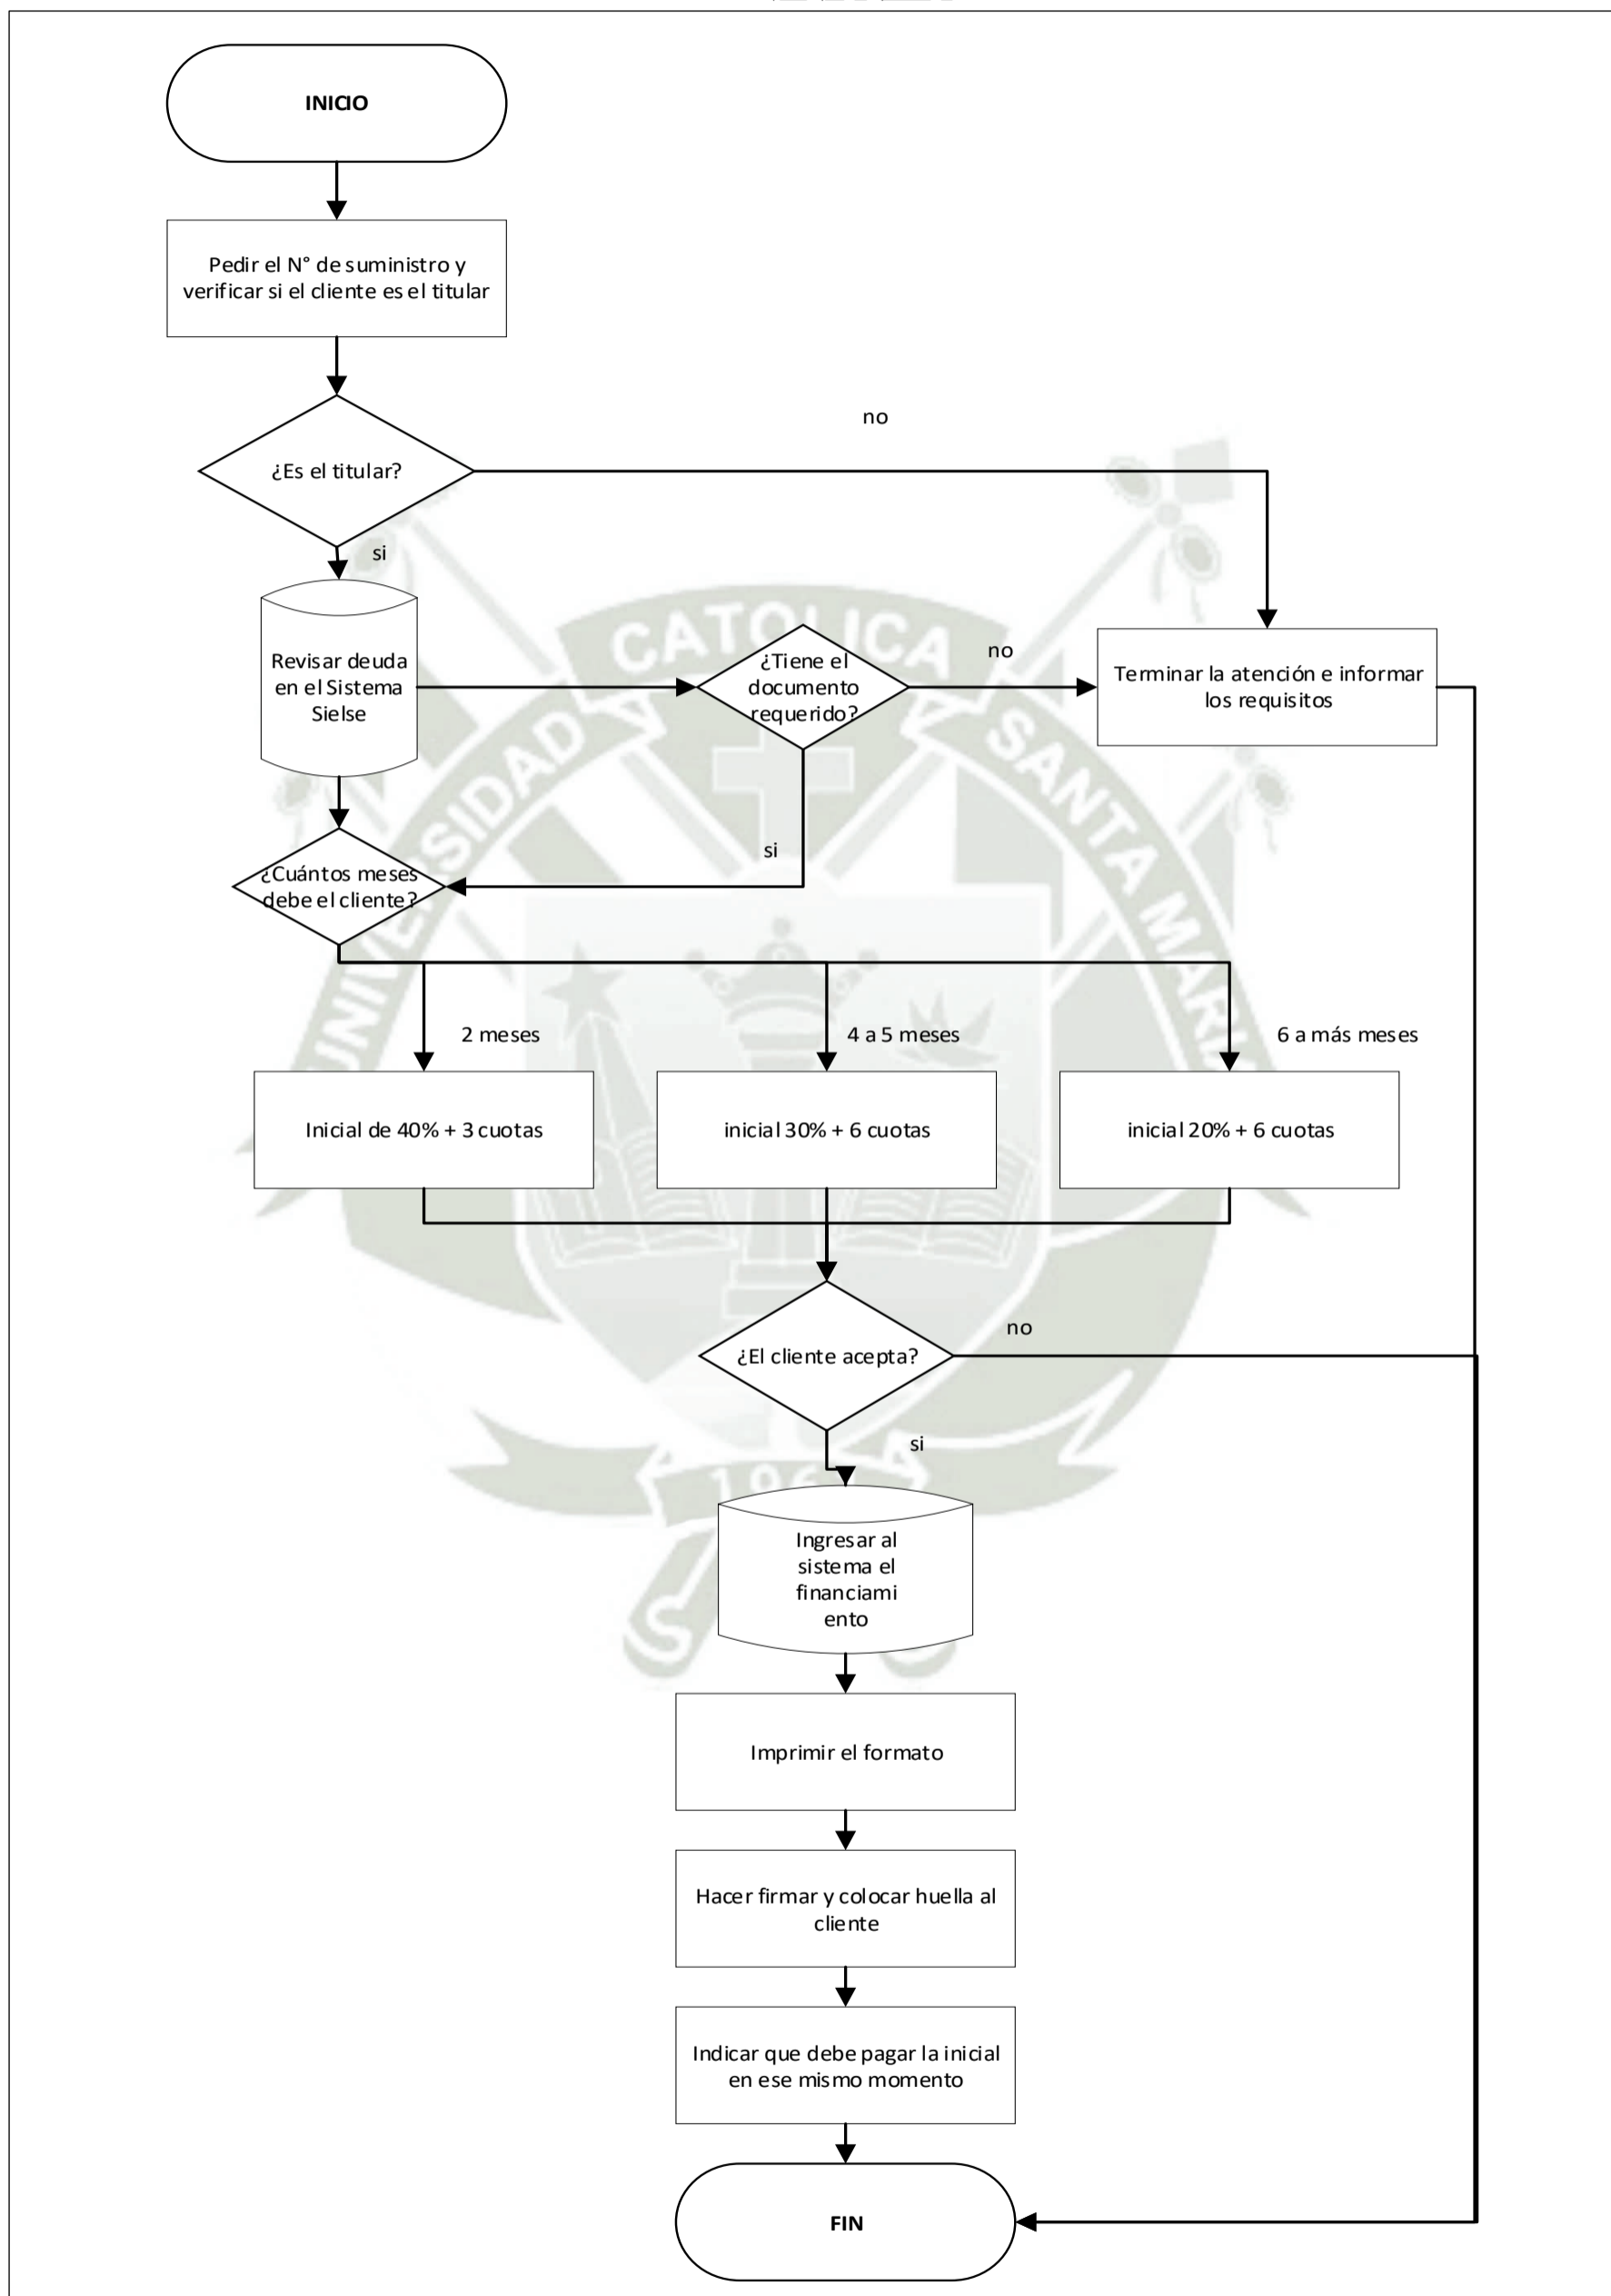 INICIO
Pedir el N° de suministro y
verificar si el cliente es el titular
no
¿Es el titular?
si
CATOLICA
UNIVERSIDAD
SANTA MARIA
Revisar deuda
en el Sistema
Sielse
¿Tiene el
documento
requerido?
no
Terminar la atención e informar
los requisitos
si
¿Cuántos meses
debe el cliente?
2 meses
4 a 5 meses
6 a más meses
Inicial de 40% + 3 cuotas
inicial 30% + 6 cuotas
inicial 20% + 6 cuotas
no
¿El cliente acepta?
si
Ingresar al
sistema el
financiami
ento
Imprimir el formato
Hacer firmar y colocar huella al
cliente
Indicar que debe pagar la inicial
en ese mismo momento
FIN